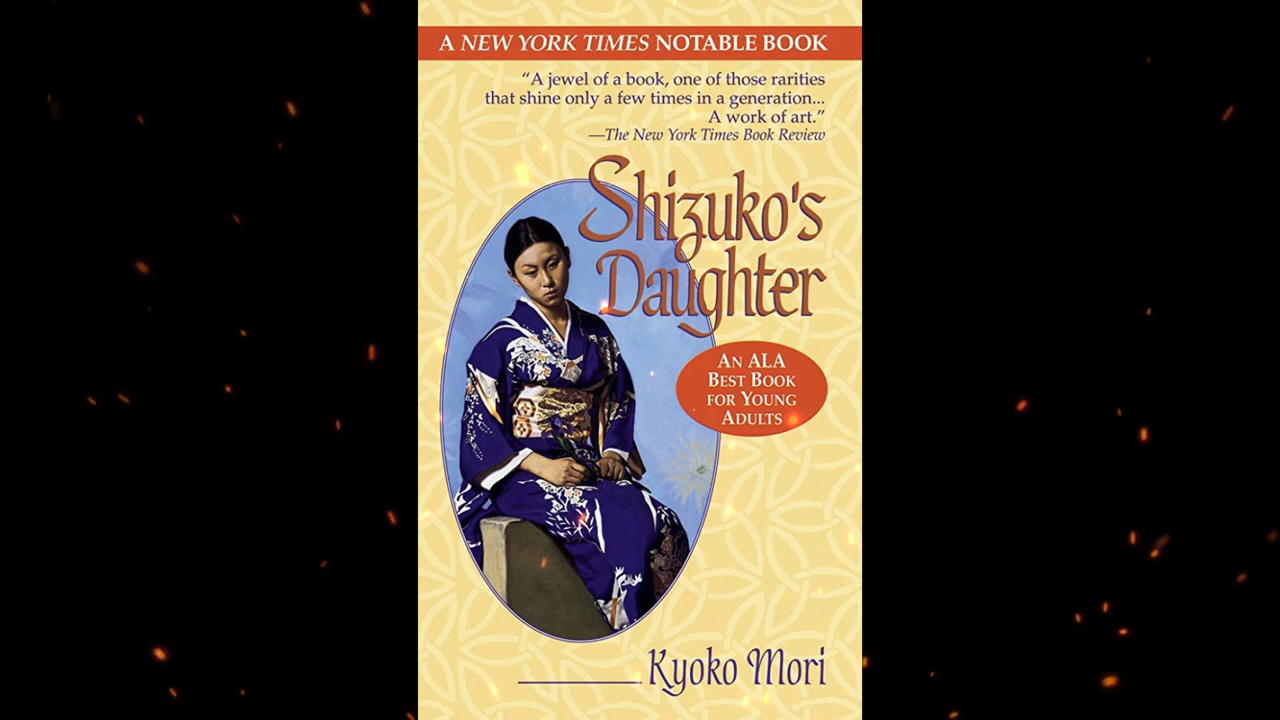 A NEW YORK TIMES NOTABLE BOOK
“A jewel of a book, one of those rarities
that shine only a few times in a generation...
A work of art.”
—The New York Times Book Review
Shizuko's
Daughter
AN ALA
BEST BOOK
FOR YOUNG
ADULTS
Kyoko Mori